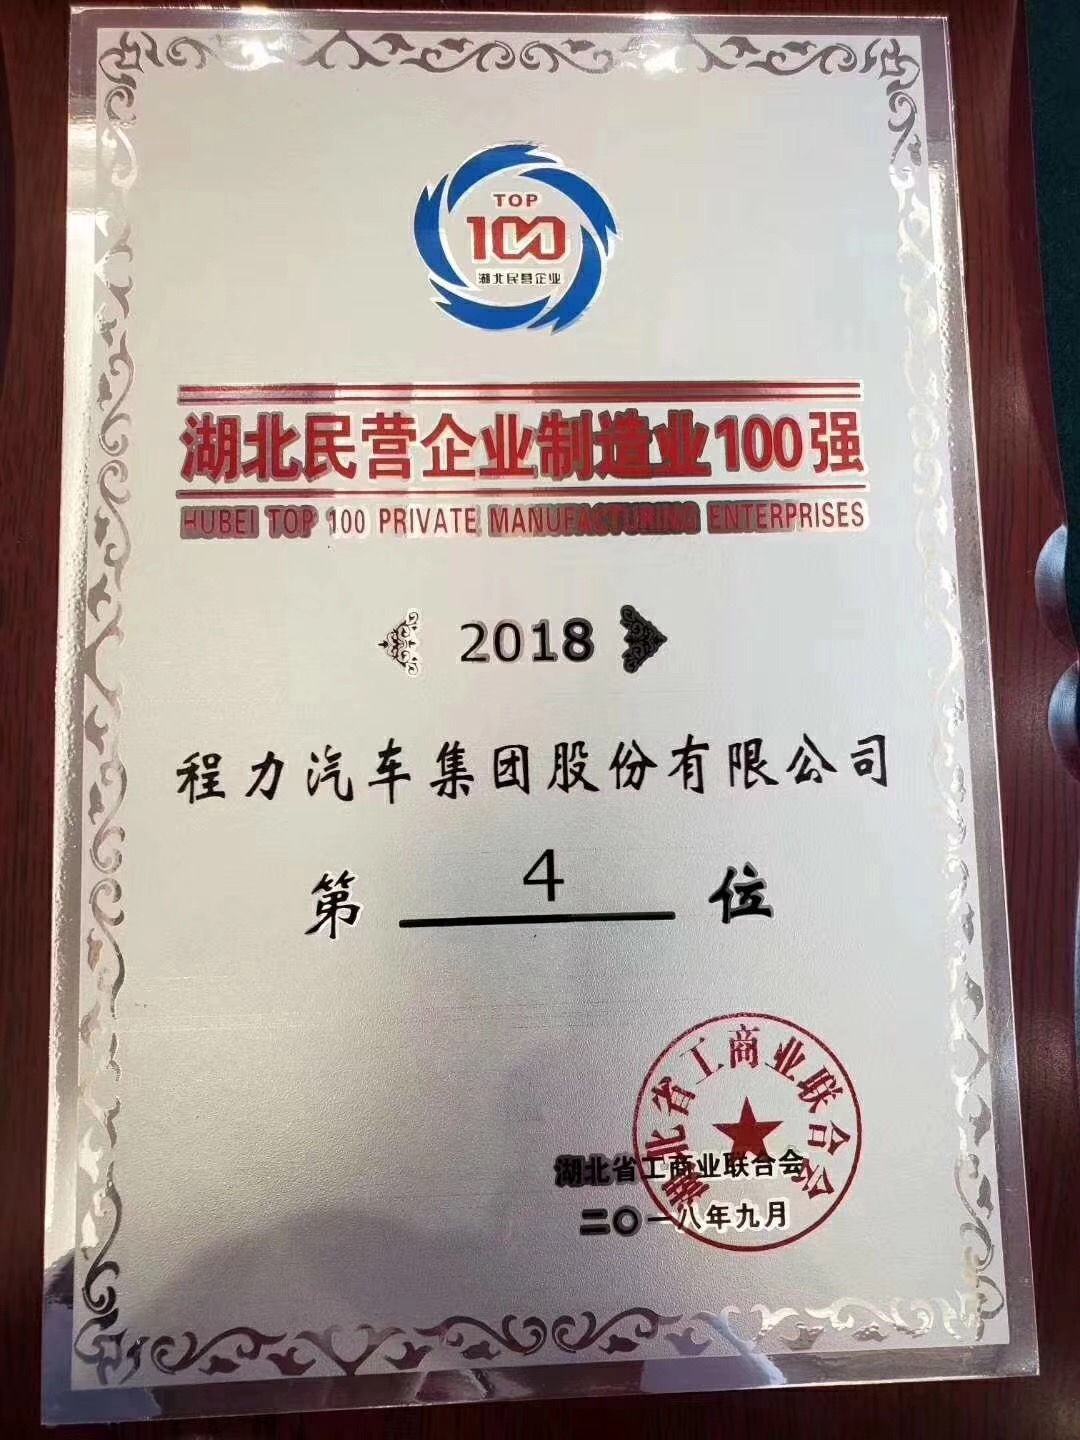 TOP
100
湖北民营企业
湖北民营企业制造业100强
HUBEI TOP 100 PRIVATE MANUFACTURING ENTERPRISES
2018
程力汽车集团股份有限公司
第 4 位
湖北省工商业联合会
湖北省工商业联合会
二〇一八年九月